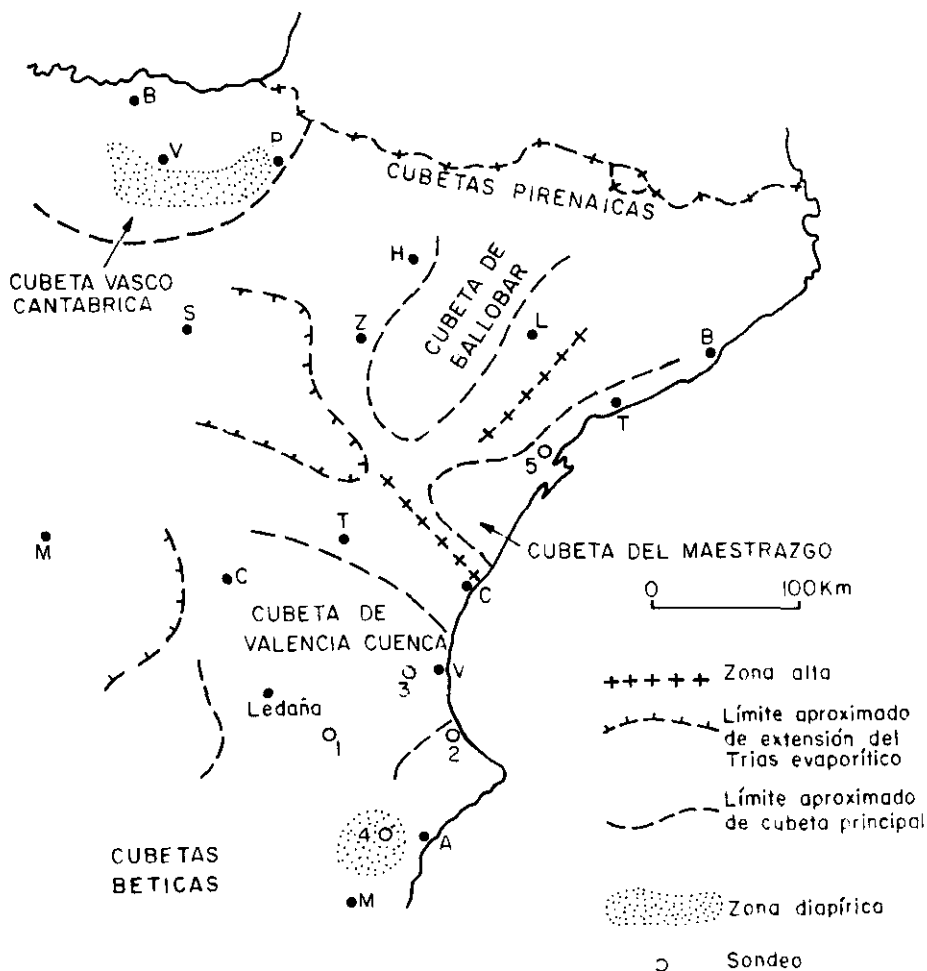 B
V
P
CUBETAS PIRENAICAS
CUBETA VASCO
CANTABRICA
H
CUBETA DE
BALLOBAR
S
Z
L
B
T
5
M
T
C
CUBETA DEL MAESTRAZGO
C
0 100 Km
CUBETA DE
VALENCIA CUENCA
3
V
Ledaña
1
2
4
A
CUBETAS
BETICAS
M
Zona alta
Límite aproximado
de extensión del
Trias evaporítico
Límite aproximado
de cubeta principal
Zona diapírica
Sondeo